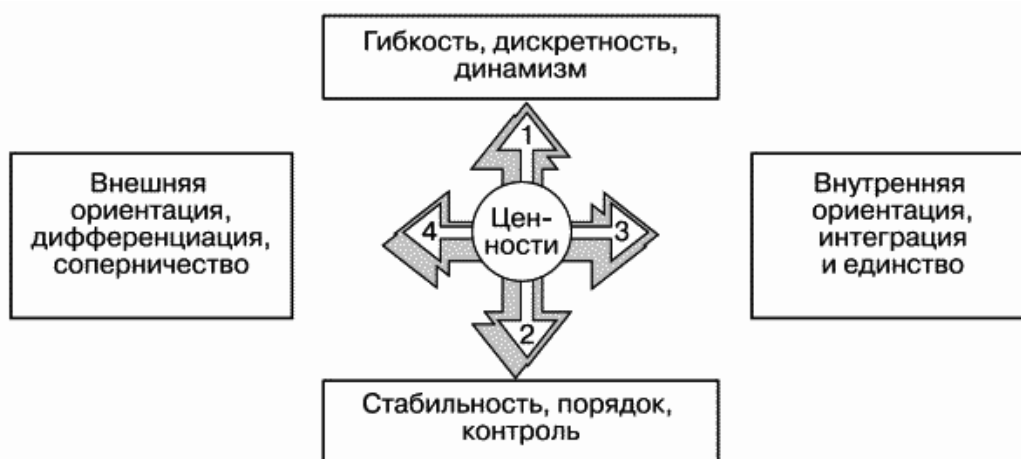 Гибкость, дискретность,
динамизм
1
Внешняя
ориентация,
дифференциация,
соперничество
4
Цен-
ности
3
Внутренняя
ориентация,
интеграция
и единство
2
Стабильность, порядок,
контроль